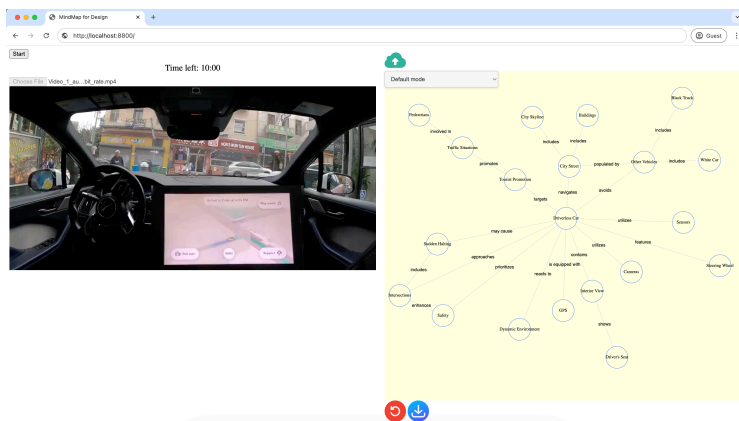 MindMap for Design
http://localhost:8800/
Guest
Start
Time left: 10:00
Choose File Video_1_au...bit_rate.mp4
Default mode
Black Truck
Pedestrians
City Skyline
Buildings
involved in
includes
Traffic Situations
includes
includes
promotes
City Street
populated by
Other Vehicles
includes
White Car
Tourist Promotion
navigates
avoids
targets
Driverless Car
utilizes
Sensors
may cause
Sudden Halting
utilizes
features
approaches
contains
prioritizes
is equipped with
Cameras
Steering Wheel
includes
reacts to
Intersections
Interior View
enhances
Safety
GPS
Dynamic Environment
shows
Driver's Seat